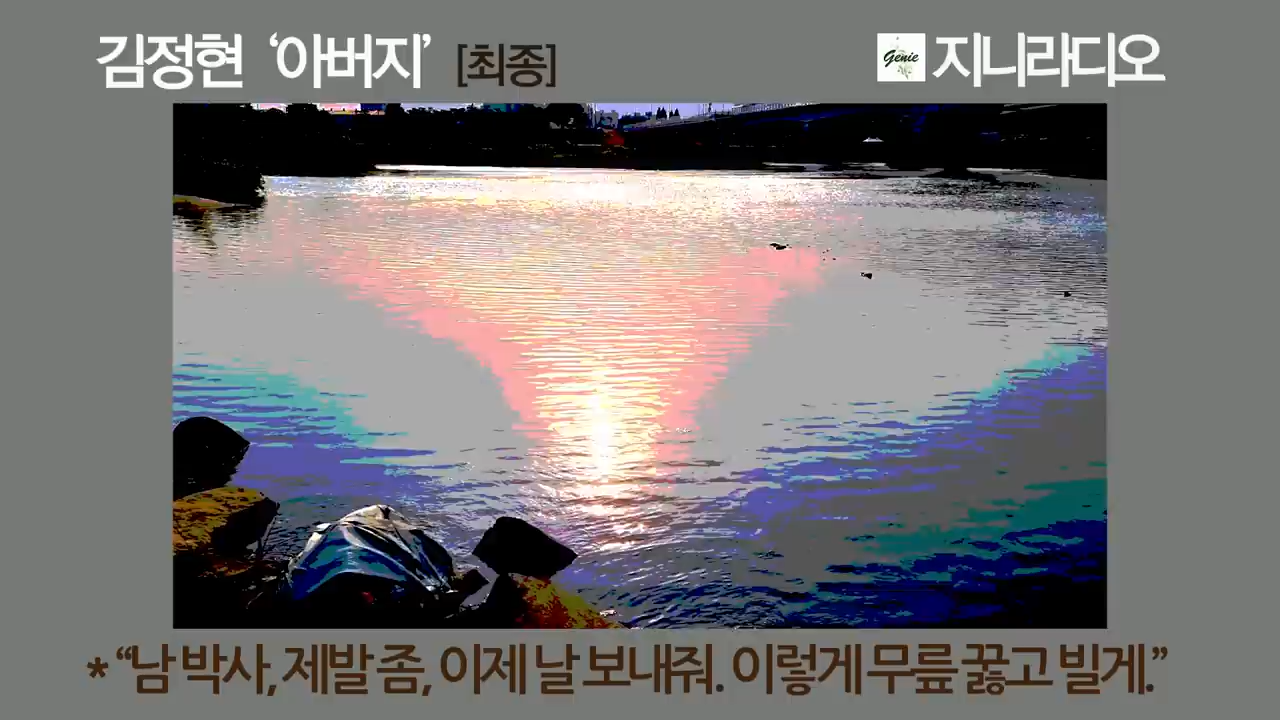 김정현 ‘아버지’ [최종]
Genie 지니라디오
* “남 박사, 제발 좀, 이제 날 보내줘. 이렇게 무릎 꿇고 빌게.”